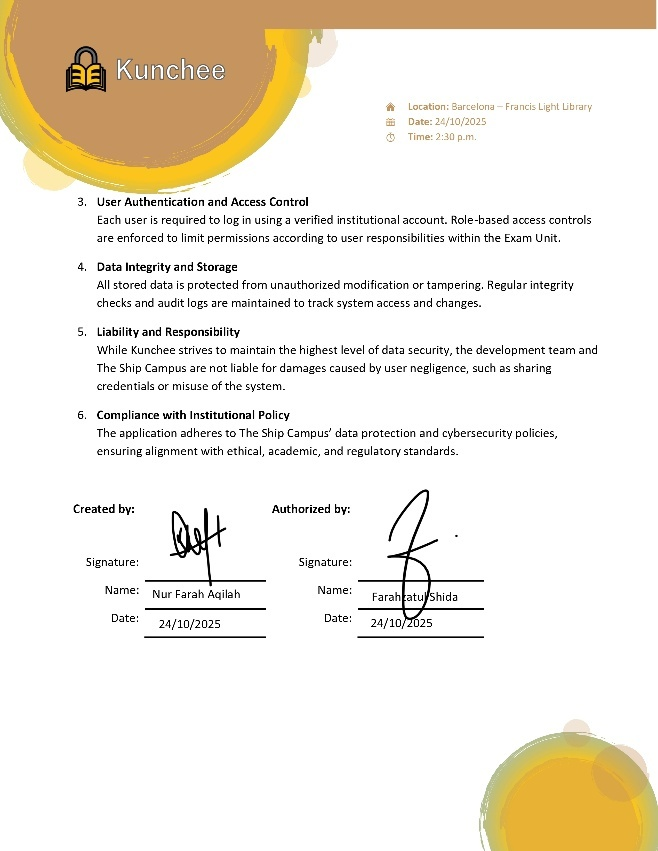 Kunchee
Location: Barcelona – Francis Light Library
Date: 24/10/2025
Time: 2:30 p.m.
3. User Authentication and Access Control
Each user is required to log in using a verified institutional account. Role-based access controls
are enforced to limit permissions according to user responsibilities within the Exam Unit.
4. Data Integrity and Storage
All stored data is protected from unauthorized modification or tampering. Regular integrity
checks and audit logs are maintained to track system access and changes.
5. Liability and Responsibility
While Kunchee strives to maintain the highest level of data security, the development team and
The Ship Campus are not liable for damages caused by user negligence, such as sharing
credentials or misuse of the system.
6. Compliance with Institutional Policy
The application adheres to The Ship Campus’ data protection and cybersecurity policies,
ensuring alignment with ethical, academic, and regulatory standards.
Created by: Authorized by:
Signature: Signature:
Name: Nur Farah Aqilah Name: Farahzatul Shida
Date: 24/10/2025 Date: 24/10/2025